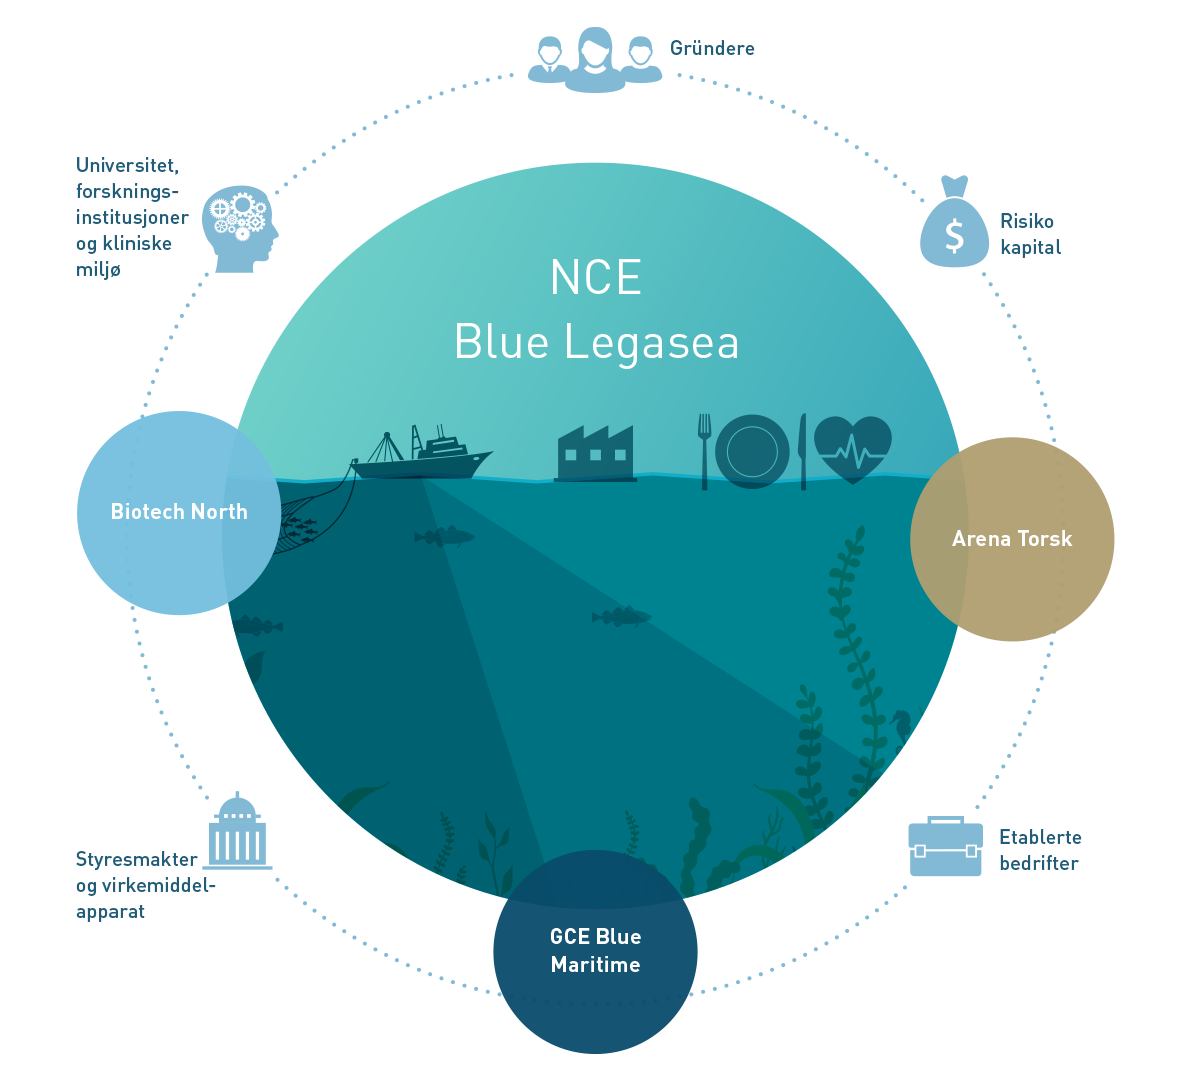 Gründere
Universitet,
forsknings-
institusjoner
og kliniske
miljø
Risiko
kapital
NCE
Blue Legasea
$
Biotech North
Arena Torsk
Styresmakter
og virkemiddel-
apparat
Etablerte
bedrifter
GCE Blue
Maritime